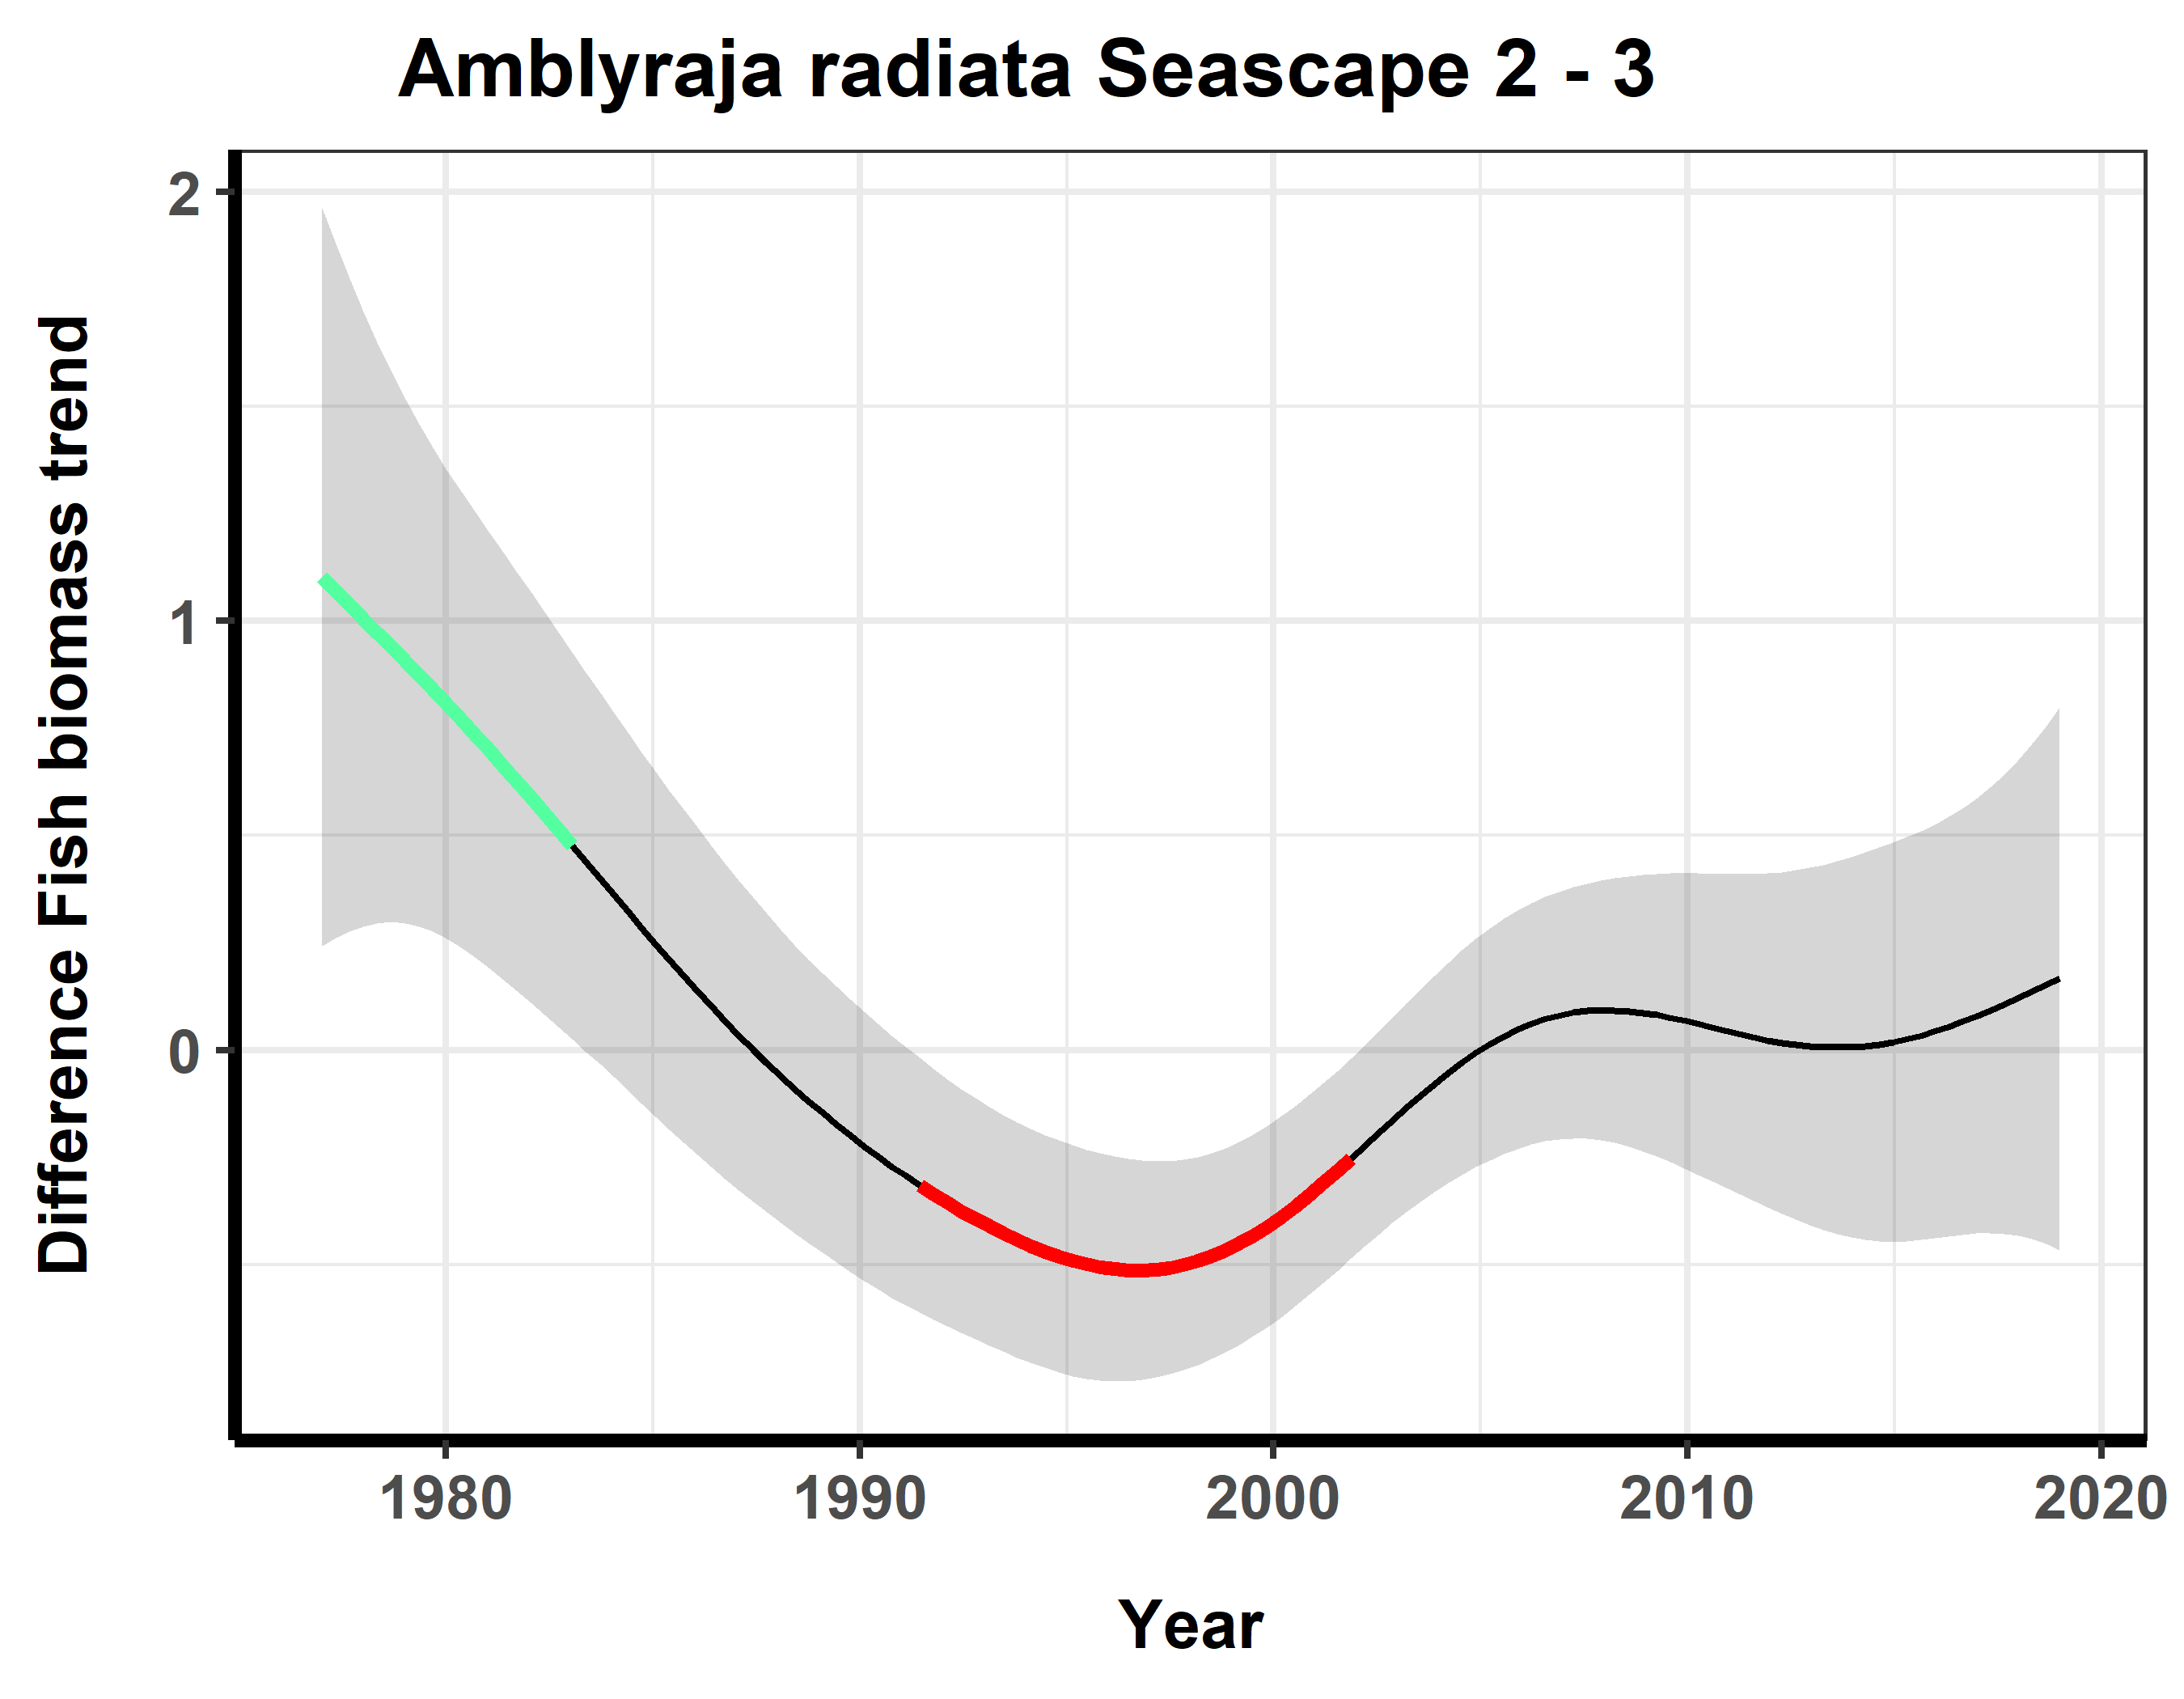 Amblyraja radiata Seascape 2 - 3
Difference Fish biomass trend
2
1
0
1980
1990
2000
2010
2020
Year